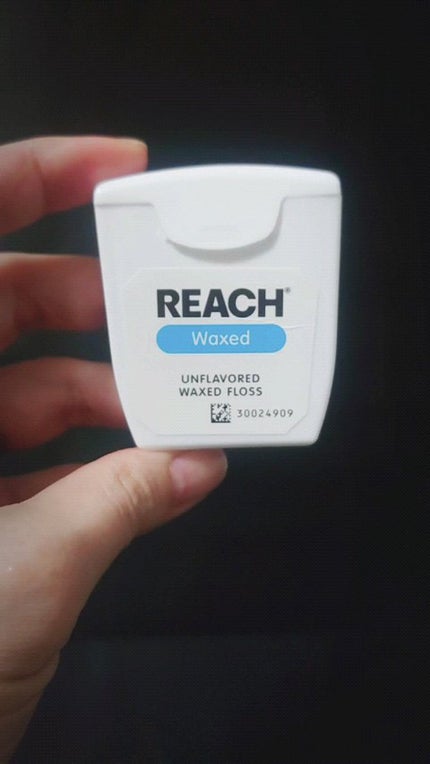 REACH®
Waxed
UNFLAVORED
WAXED FLOSS
30024909